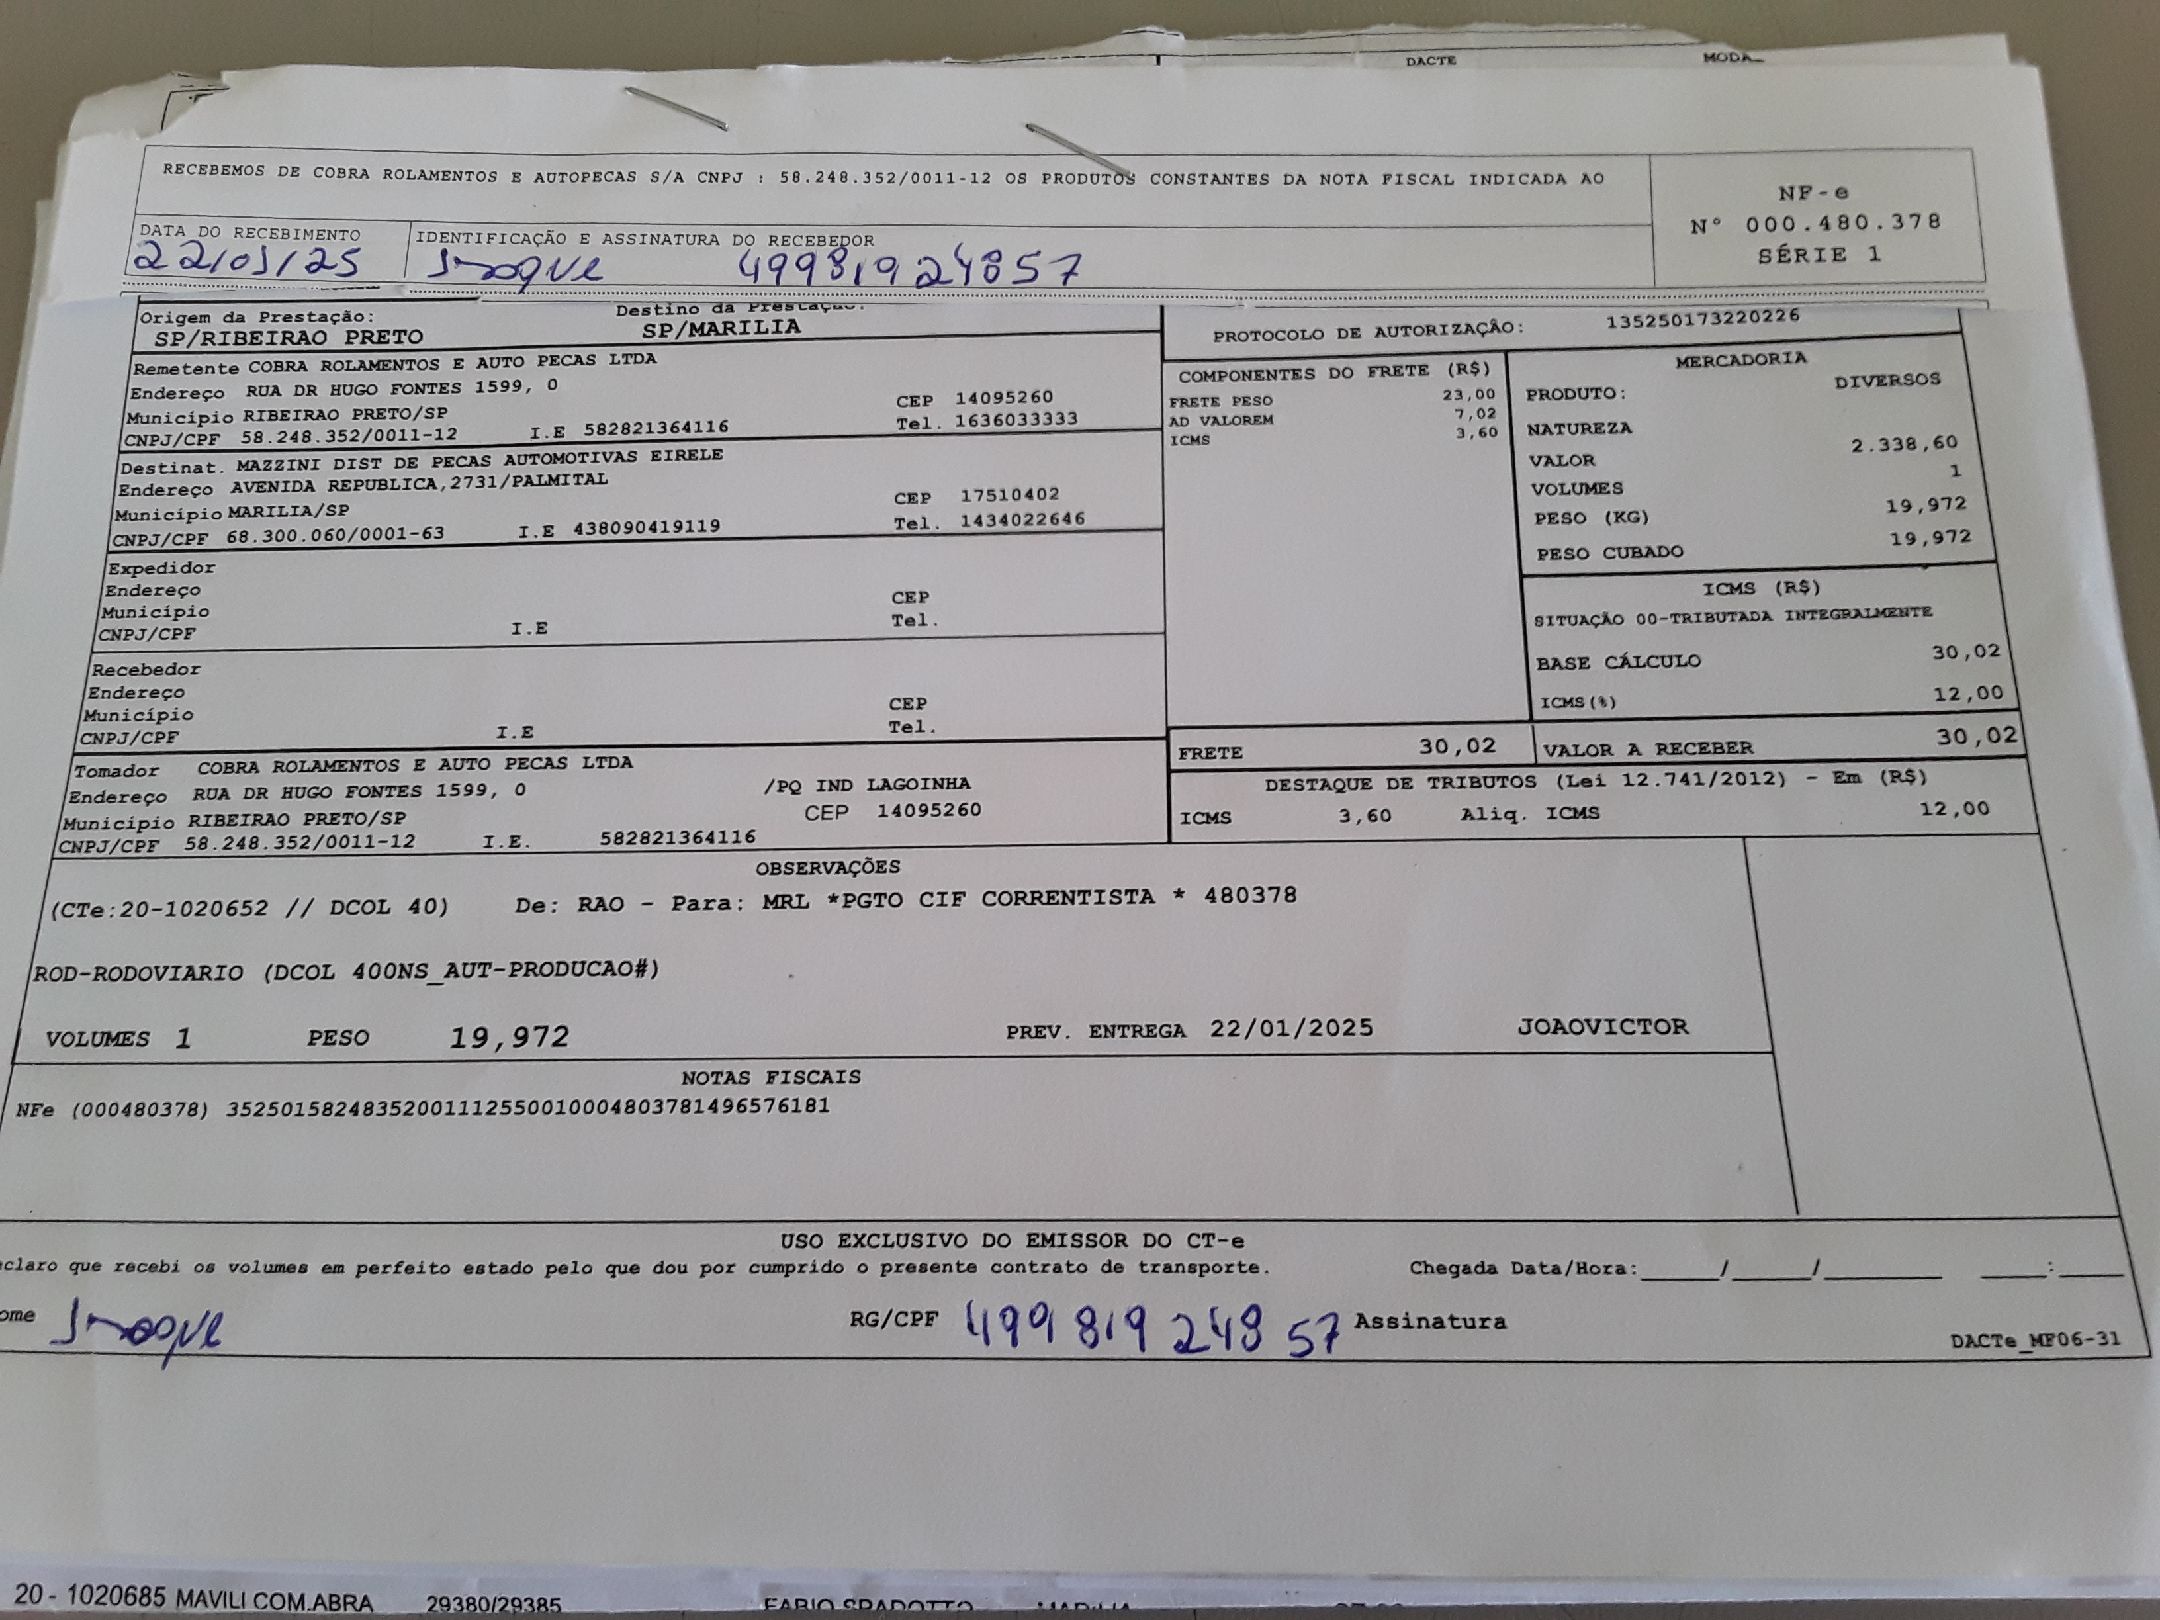 DACTE MODA
RECEBEMOS DE COBRA ROLAMENTOS E AUTOPECAS S/A CNPJ : 58.248.352/0011-12 OS PRODUTOS CONSTANTES DA NOTA FISCAL INDICADA AO
NF-e
Nº 000.480.378
SÉRIE 1
DATA DO RECEBIMENTO
IDENTIFICAÇÃO E ASSINATURA DO RECEBEDOR
22/01/25 49981924857
Origem da Prestação: Destino da Prestação:
SP/RIBEIRAO PRETO SP/MARILIA
PROTOCOLO DE AUTORIZAÇÃO: 135250173220226
Remetente COBRA ROLAMENTOS E AUTO PECAS LTDA
Endereço RUA DR HUGO FONTES 1599, 0
Município RIBEIRAO PRETO/SP CEP 14095260
CNPJ/CPF 58.248.352/0011-12 I.E 582821364116 Tel. 1636033333
Destinat. MAZZINI DIST DE PECAS AUTOMOTIVAS EIRELE
Endereço AVENIDA REPUBLICA,2731/PALMITAL
Município MARILIA/SP CEP 17510402
CNPJ/CPF 68.300.060/0001-63 I.E 438090419119 Tel. 1434022646
Expedidor
Endereço
Município CEP
CNPJ/CPF I.E Tel.
Recebedor
Endereço
Município CEP
CNPJ/CPF I.E Tel.
Tomador COBRA ROLAMENTOS E AUTO PECAS LTDA
Endereço RUA DR HUGO FONTES 1599, 0 /PQ IND LAGOINHA
Municipio RIBEIRAO PRETO/SP CEP 14095260
CNPJ/CPF 58.248.352/0011-12 I.E. 582821364116
COMPONENTES DO FRETE (R$)
FRETE PESO 23,00
AD VALOREM 7,02
ICMS 3,60
MERCADORIA
PRODUTO: DIVERSOS
NATUREZA
VALOR 2.338,60
VOLUMES 1
PESO (KG) 19,972
PESO CUBADO 19,972
ICMS (R$)
SITUAÇÃO 00-TRIBUTADA INTEGRALMENTE
BASE CÁLCULO 30,02
ICMS(%) 12,00
FRETE 30,02 VALOR A RECEBER 30,02
DESTAQUE DE TRIBUTOS (Lei 12.741/2012) - Em (R$)
ICMS 3,60 Aliq. ICMS 12,00
OBSERVAÇÕES
(CTe:20-1020652 // DCOL 40) De: RAO - Para: MRL *PGTO CIF CORRENTISTA * 480378
ROD-RODOVIARIO (DCOL 400NS_AUT-PRODUCAO#)
VOLUMES 1 PESO 19,972 PREV. ENTREGA 22/01/2025 JOAOVICTOR
NOTAS FISCAIS
NFe (000480378) 35250158248352001112550010004803781496576181
USO EXCLUSIVO DO EMISSOR DO CT-e
claro que recebi os volumes em perfeito estado pelo que dou por cumprido o presente contrato de transporte. Chegada Data/Hora:_____/_____/_______ ____:____
ome RG/CPF 49981924857 Assinatura
DACTe_MF06-31
20 - 1020685 MAVILI COM.ABRA 29380/29385 FABIO SPADOTTO MARILIA